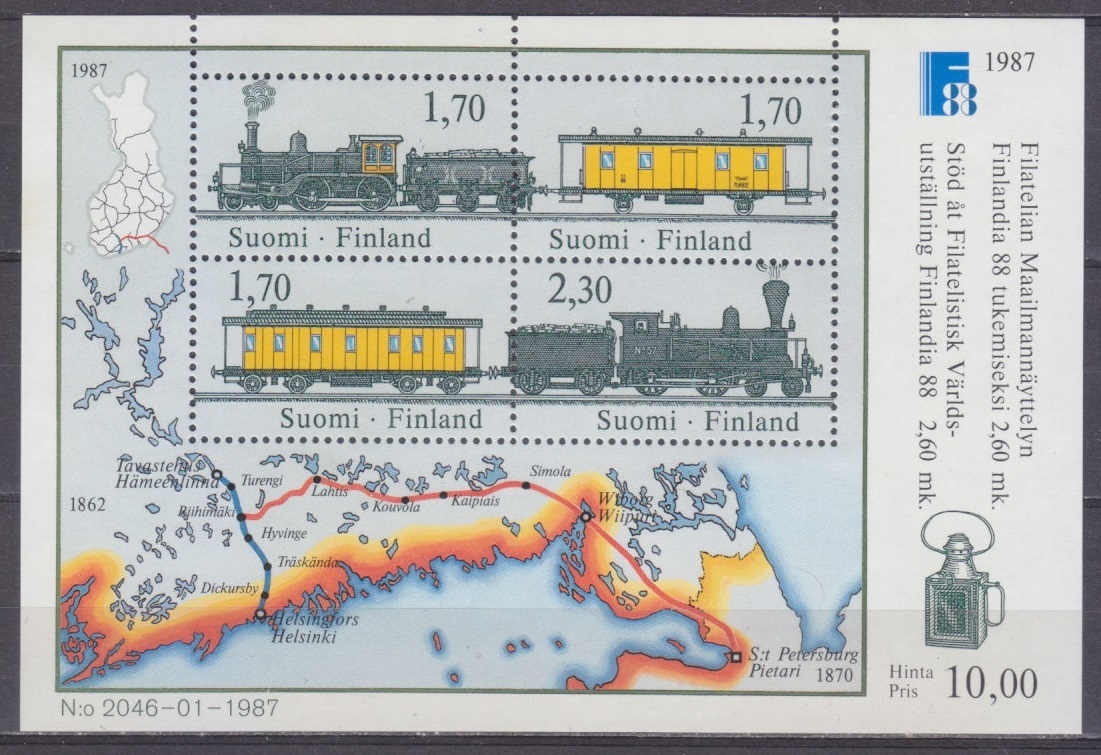 1987
1,70
1,70
Suomi · Finland
Suomi · Finland
1,70
2,30
No 57
Suomi · Finland
Suomi · Finland
Tavastehus
Hämeenlinna
Turengi
1862
Riihimäki
Hyvinge
Träskända
Dickursby
Helsingfors
Helsinki
Lahtis
Kouvola
Kaipiais
Simola
Wiborg
Wiipuri
S:t Petersburg
Pietari
1870
N:o 2046-01-1987
F 88
1987
Filatelian Maailmannäyttelyn
Finlandia 88 tukemiseksi 2,60 mk.
Stöd åt Filatelistisk Världs-
utställning Finlandia 88 2,60 mk.
Hinta
Pris
10,00